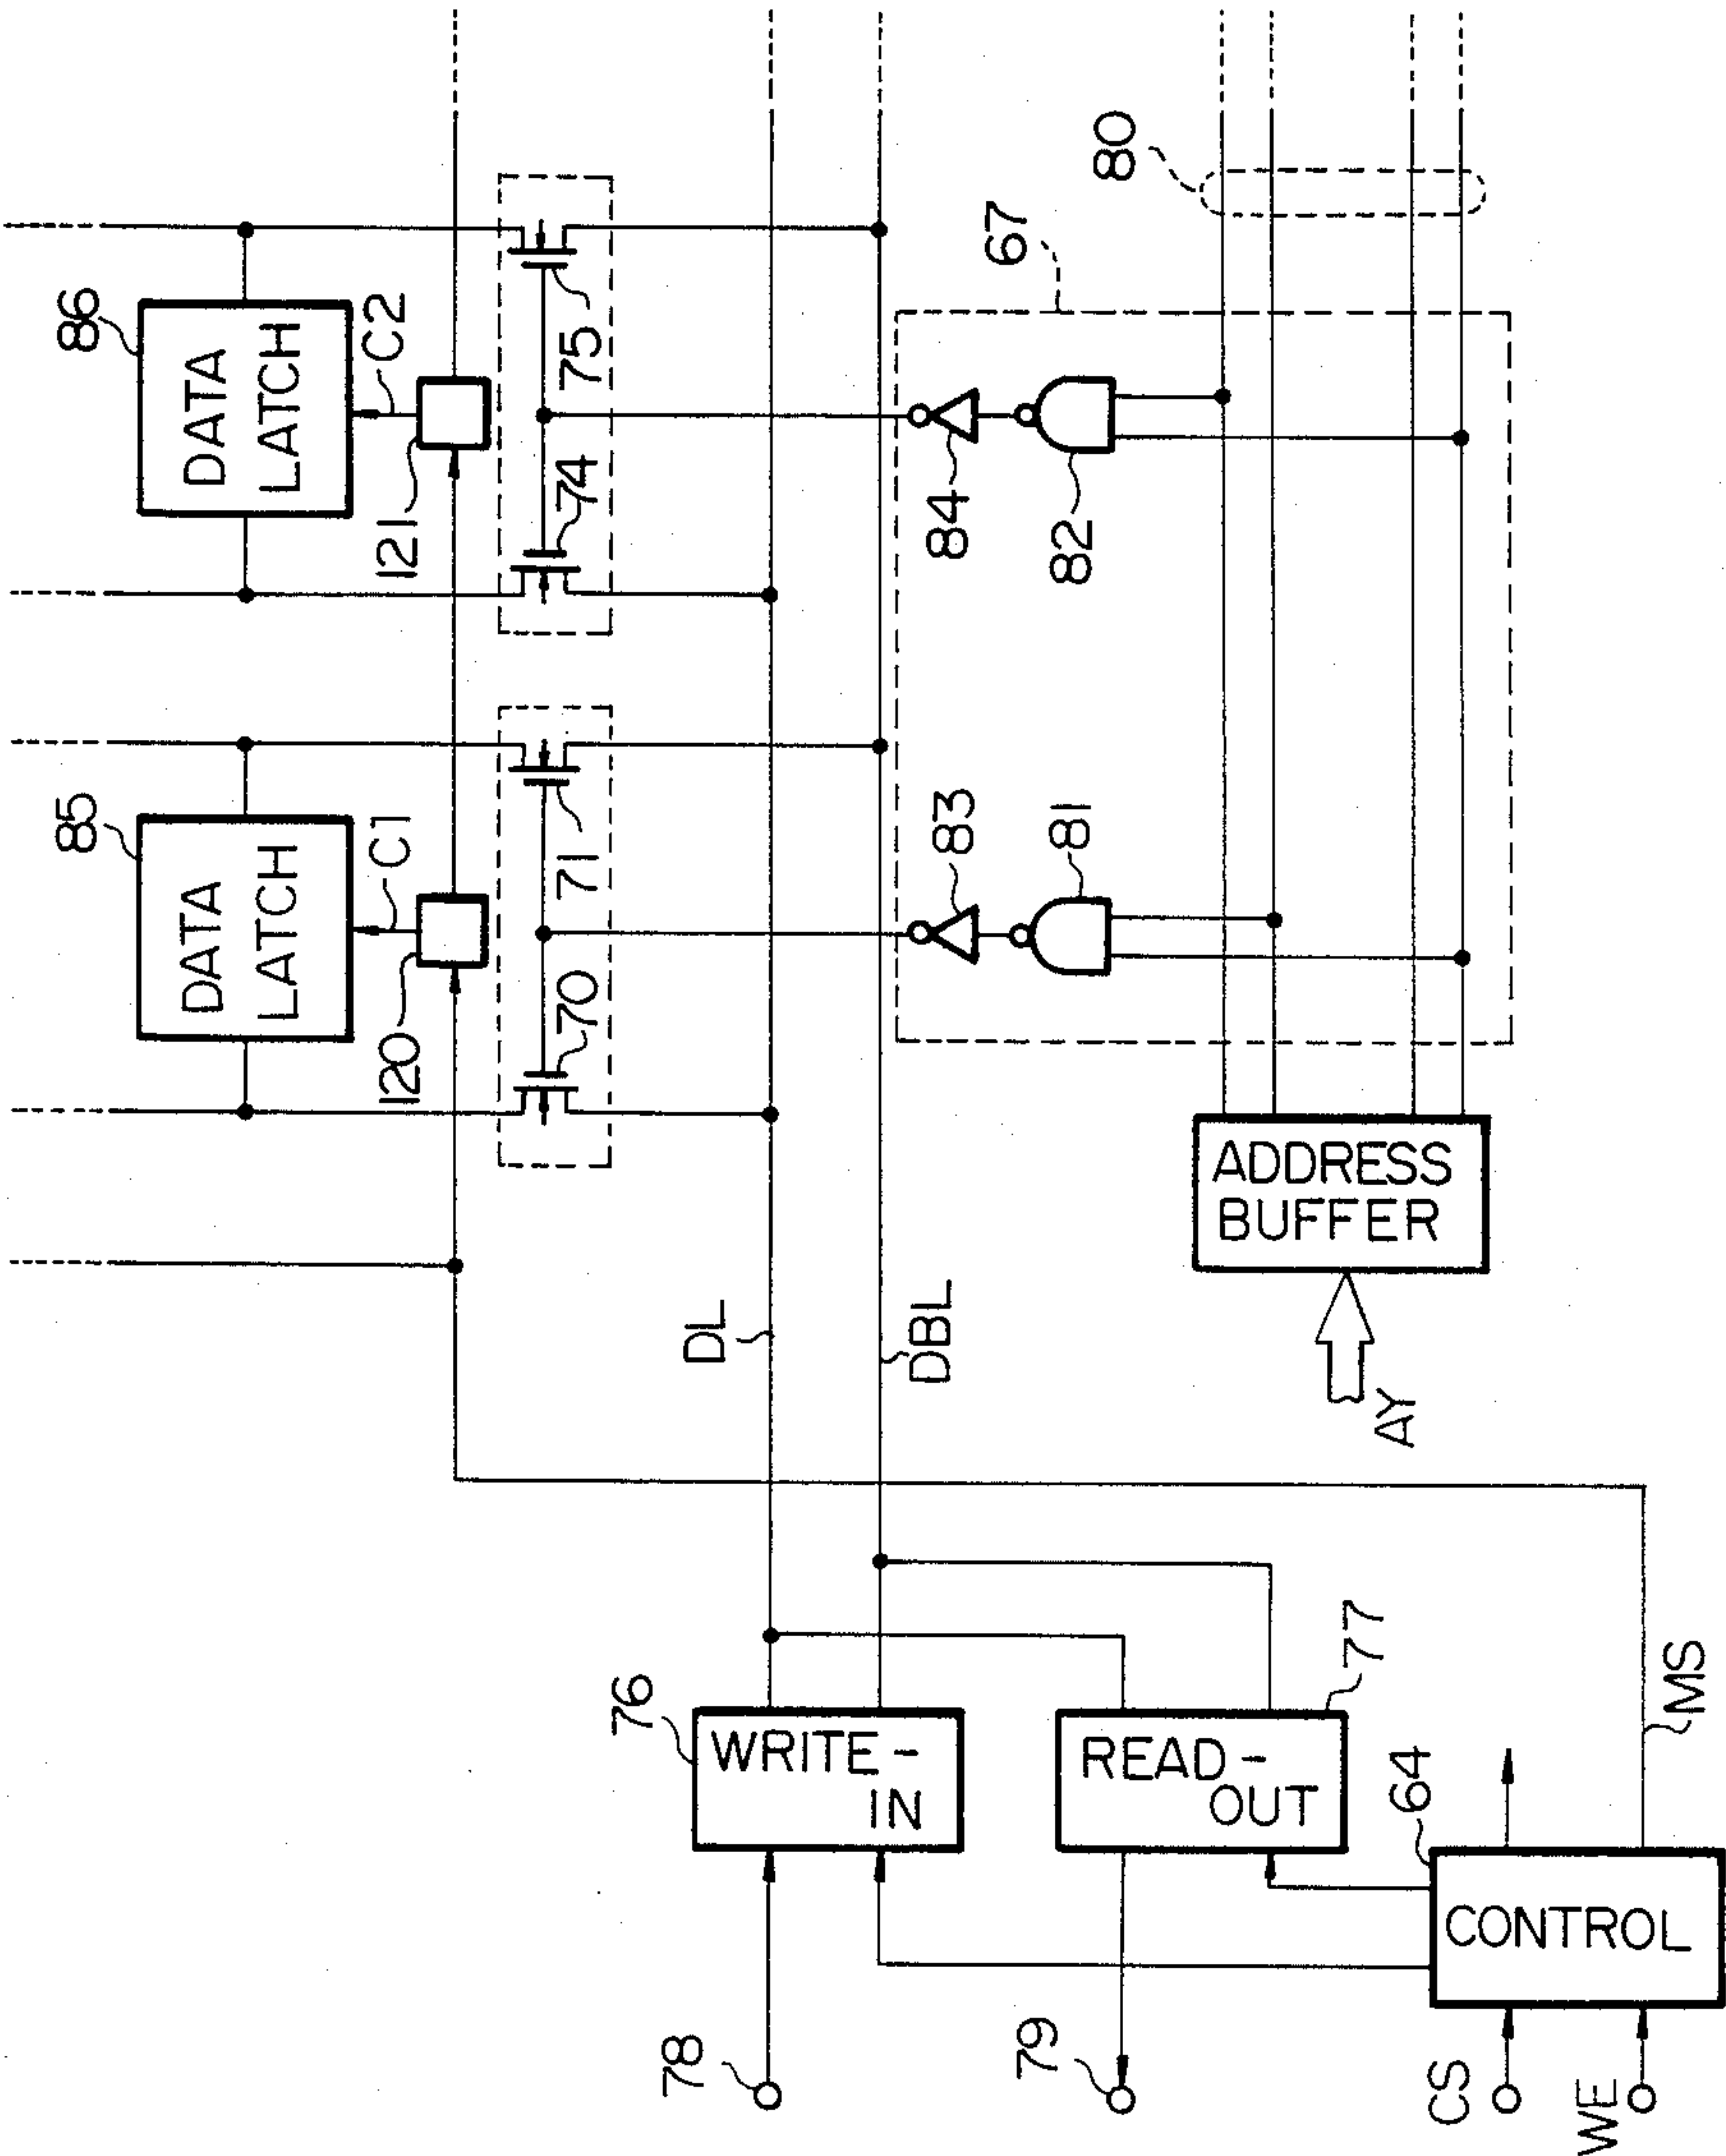 86
DATA
LATCH
C2
121
74
75
85
DATA
LATCH
C1
120
70
71
DL
DBL
80
67
84
82
83
81
ADDRESS
BUFFER
AY
76
WRITE-
IN
77
READ-
OUT
64
CONTROL
MS
78
79
CS
WE